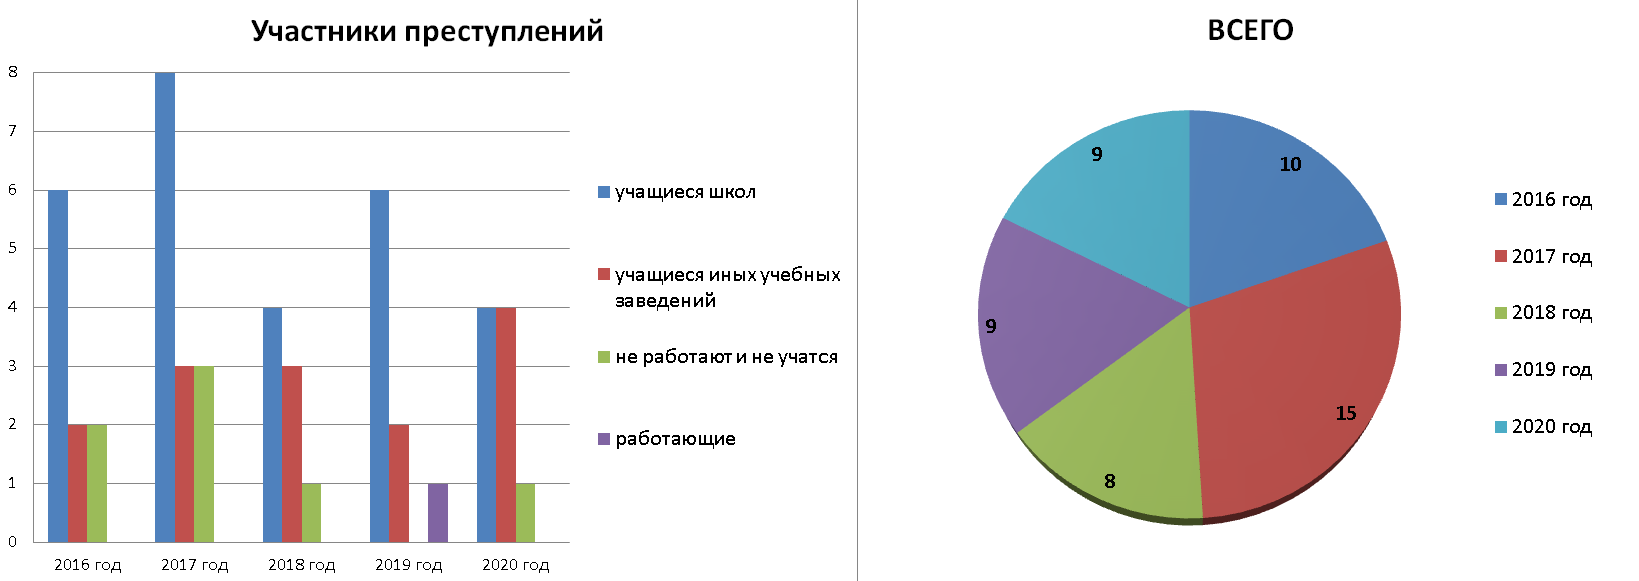 Участники преступлений
8
7
6
5
4
3
2
1
0
2016 год
2017 год
2018 год
2019 год
2020 год
учащиеся школ
учащиеся иных учебных
заведений
не работают и не учатся
работающие
ВСЕГО
9
10
9
15
8
2016 год
2017 год
2018 год
2019 год
2020 год